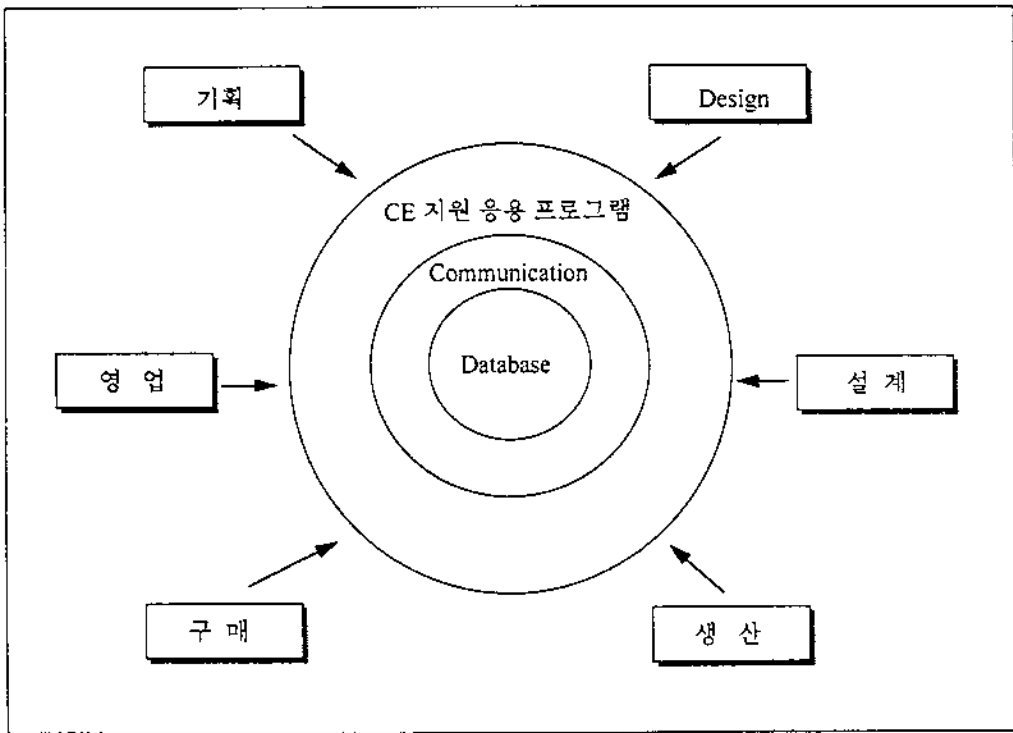 기획
Design
CE 지원 응용 프로그램
Communication
Database
영 업
설 계
구 매
생 산